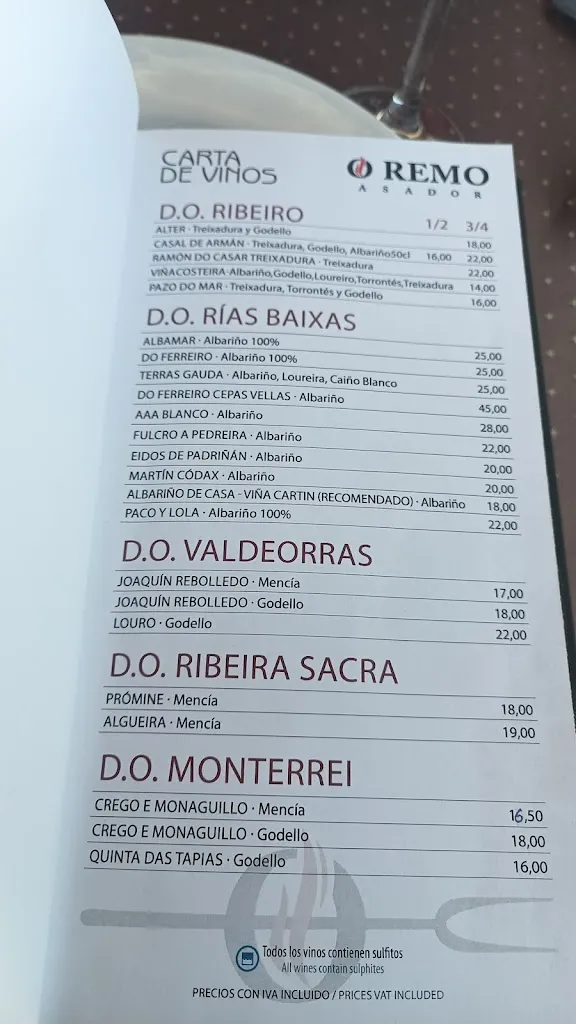 CARTA
DE VINOS
REMO
ASADOR
D.O. RIBEIRO
1/2 3/4
ALTER · Treixadura y Godello 18,00
CASAL DE ARMÁN · Treixadura, Godello, Albariño50cl 16,00 22,00
RAMÓN DO CASAR TREIXADURA · Treixadura 22,00
VIÑACOSTEIRA·Albariño,Godello,Loureiro,Torrontés,Treixadura 14,00
PAZO DO MAR · Treixadura, Torrontés y Godello 16,00
D.O. RÍAS BAIXAS
ALBAMAR · Albariño 100% 25,00
DO FERREIRO · Albariño 100% 25,00
TERRAS GAUDA · Albariño, Loureira, Caiño Blanco 25,00
DO FERREIRO CEPAS VELLAS · Albariño 45,00
AAA BLANCO · Albariño 28,00
FULCRO A PEDREIRA · Albariño 22,00
EIDOS DE PADRIÑÁN · Albariño 20,00
MARTÍN CÓDAX · Albariño 20,00
ALBARIÑO DE CASA - VIÑA CARTIN (RECOMENDADO) · Albariño 18,00
PACO Y LOLA · Albariño 100% 22,00
D.O. VALDEORRAS
JOAQUÍN REBOLLEDO · Mencía 17,00
JOAQUÍN REBOLLEDO · Godello 18,00
LOURO · Godello 22,00
D.O. RIBEIRA SACRA
PRÓMINE · Mencía 18,00
ALGUEIRA · Mencía 19,00
D.O. MONTERREI
CREGO E MONAGUILLO · Mencía 16,50
CREGO E MONAGUILLO · Godello 18,00
QUINTA DAS TAPIAS · Godello 16,00
Todos los vinos contienen sulfitos
All wines contain sulphites
PRECIOS CON IVA INCLUIDO / PRICES VAT INCLUDED